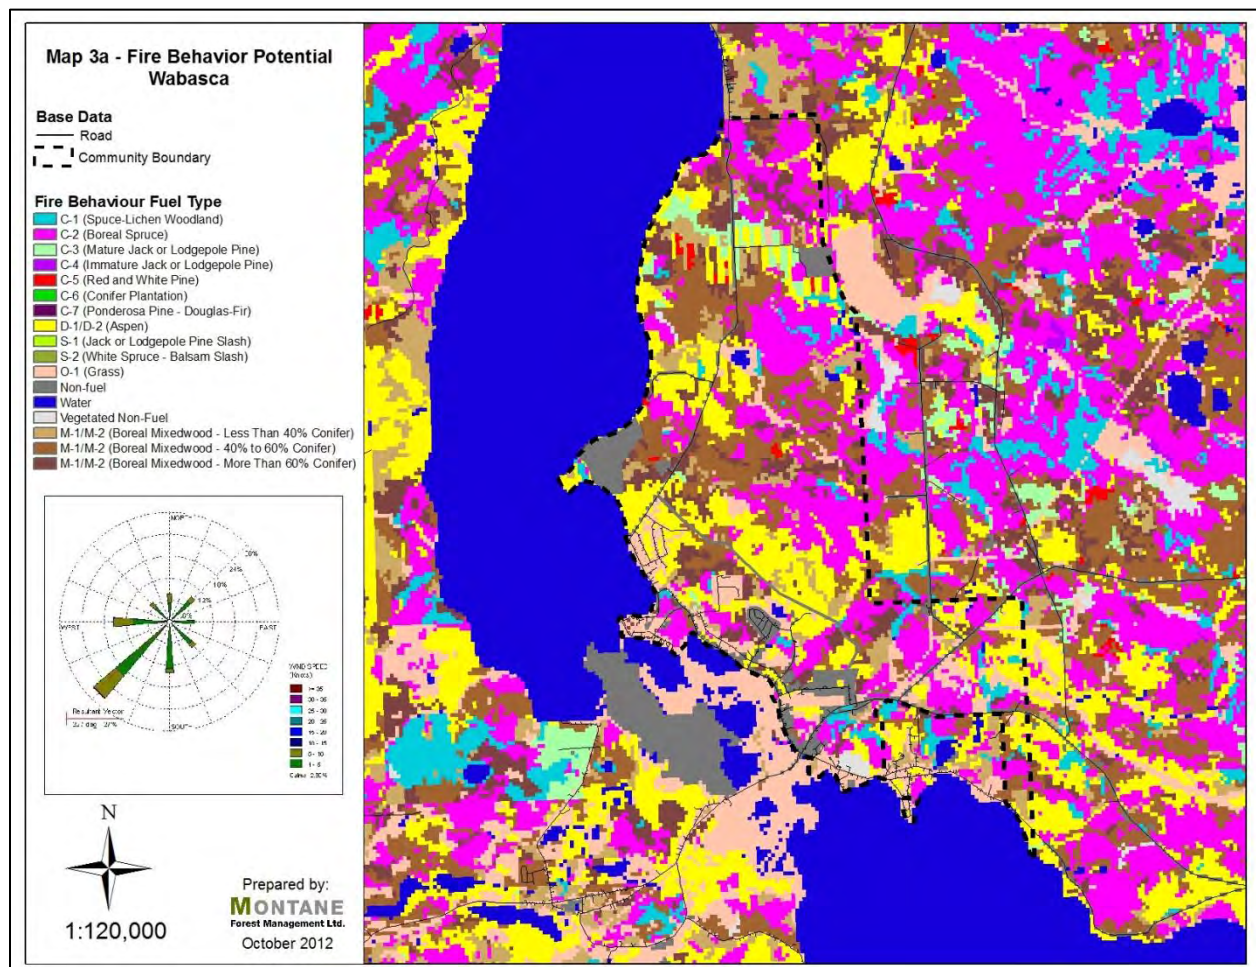 Map 3a - Fire Behavior Potential
Wabasca
Base Data
Road
Community Boundary
Fire Behaviour Fuel Type
C-1 (Spuce-Lichen Woodland)
C-2 (Boreal Spruce)
C-3 (Mature Jack or Lodgepole Pine)
C-4 (Immature Jack or Lodgepole Pine)
C-5 (Red and White Pine)
C-6 (Conifer Plantation)
C-7 (Ponderosa Pine - Douglas-Fir)
D-1/D-2 (Aspen)
S-1 (Jack or Lodgepole Pine Slash)
S-2 (White Spruce - Balsam Slash)
O-1 (Grass)
Non-fuel
Water
Vegetated Non-Fuel
M-1/M-2 (Boreal Mixedwood - Less Than 40% Conifer)
M-1/M-2 (Boreal Mixedwood - 40% to 60% Conifer)
M-1/M-2 (Boreal Mixedwood - More Than 60% Conifer)
WEST
EAST
SOUTH
WIND SPEED
(Knots)
Resultant Vector
N
1:120,000
Prepared by:
MONTANE
Forest Management Ltd.
October 2012